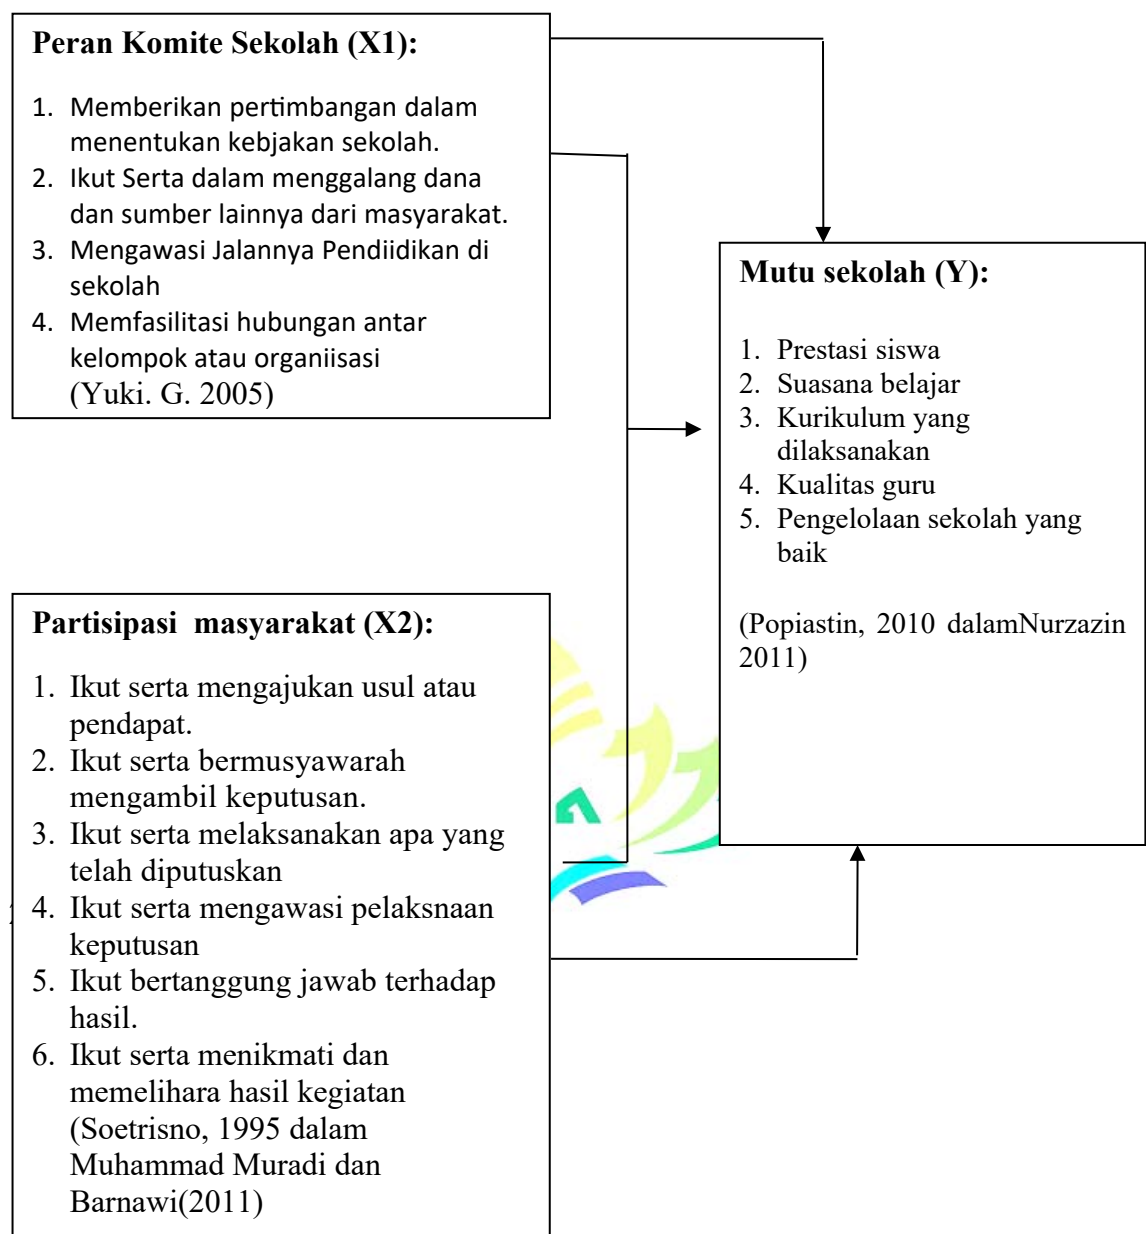 Peran Komite Sekolah (X1):
1. Memberikan pertimbangan dalam
menentukan kebjakan sekolah.
2. Ikut Serta dalam menggalang dana
dan sumber lainnya dari masyarakat.
3. Mengawasi Jalannya Pendiidikan di
sekolah
4. Memfasilitasi hubungan antar
kelompok atau organiisasi
(Yuki. G. 2005)
Mutu sekolah (Y):
1. Prestasi siswa
2. Suasana belajar
3. Kurikulum yang
dilaksanakan
4. Kualitas guru
5. Pengelolaan sekolah yang
baik
(Popiastin, 2010 dalamNurzazin
2011)
Partisipasi masyarakat (X2):
1. Ikut serta mengajukan usul atau
pendapat.
2. Ikut serta bermusyawarah
mengambil keputusan.
3. Ikut serta melaksanakan apa yang
telah diputuskan
4. Ikut serta mengawasi pelaksnaan
keputusan
5. Ikut bertanggung jawab terhadap
hasil.
6. Ikut serta menikmati dan
memelihara hasil kegiatan
(Soetrisno, 1995 dalam
Muhammad Muradi dan
Barnawi(2011)